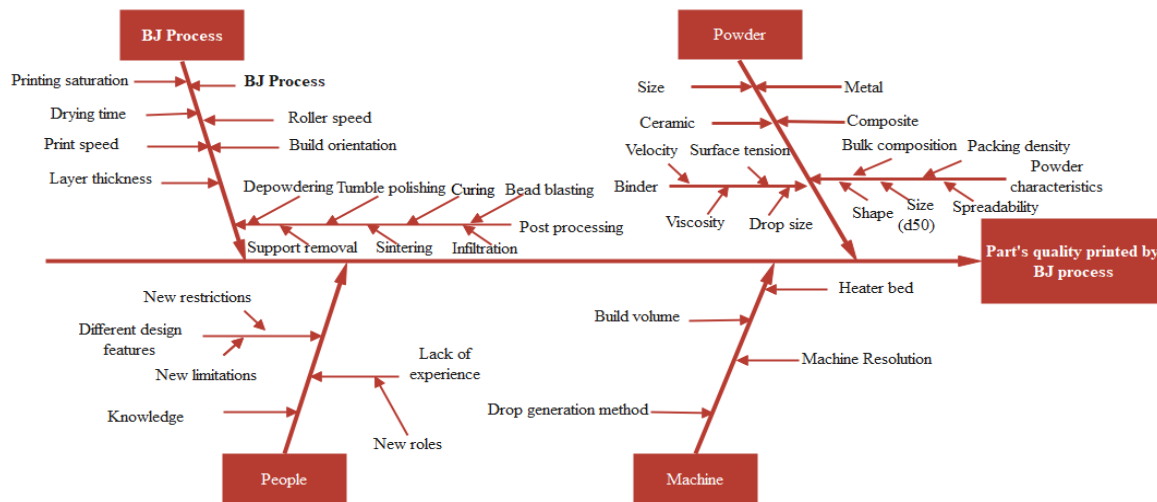 BJ Process
Powder
Printing saturation
BJ Process
Drying time
Roller speed
Print speed
Build orientation
Layer thickness
Depowdering
Tumble polishing
Curing
Bead blasting
Post processing
Support removal
Sintering
Infiltration
Size
Metal
Ceramic
Composite
Velocity
Surface tension
Bulk composition
Packing density
Binder
Powder
characteristics
Viscosity
Drop size
Shape
Size
(d50)
Spreadability
Part's quality printed by
BJ process
New restrictions
Different design
features
New limitations
Lack of
experience
Knowledge
New roles
Heater bed
Build volume
Machine Resolution
Drop generation method
People
Machine